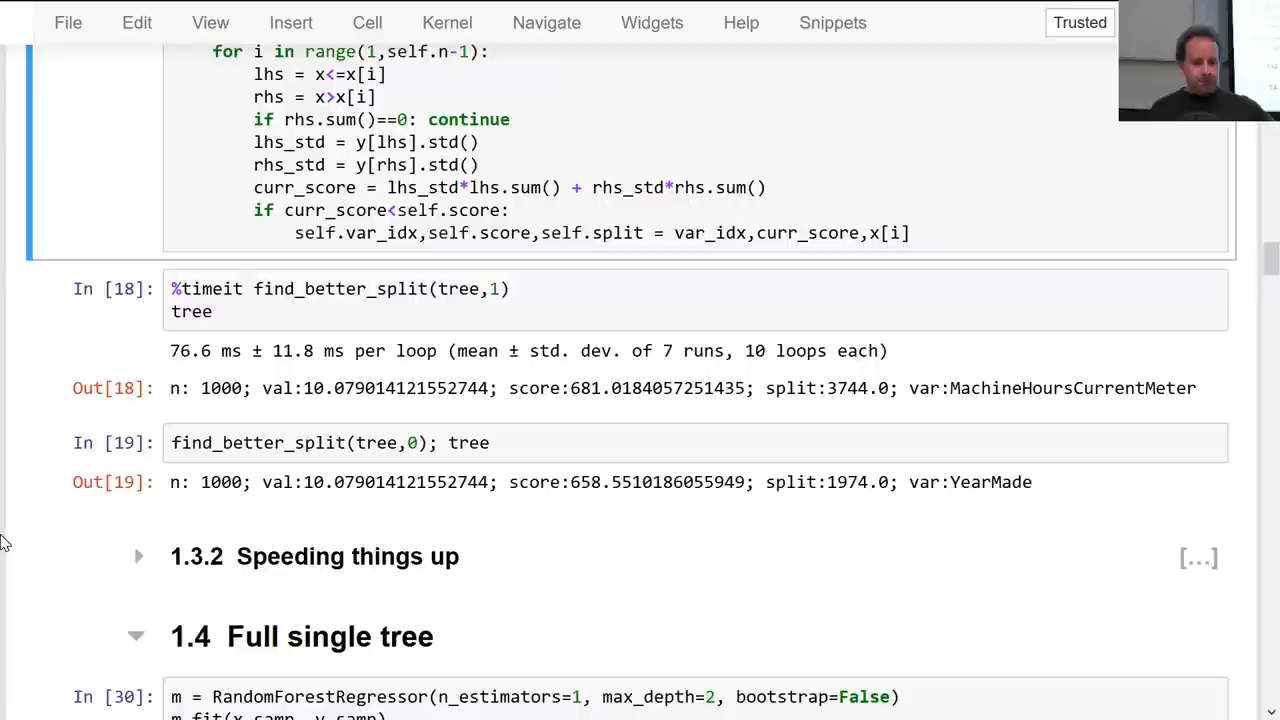 File Edit View Insert Cell Kernel Navigate Widgets Help Snippets Trusted
for i in range(1,self.n-1):
lhs = x<=x[i]
rhs = x>x[i]
if rhs.sum()==0: continue
lhs_std = y[lhs].std()
rhs_std = y[rhs].std()
curr_score = lhs_std*lhs.sum() + rhs_std*rhs.sum()
if curr_score<self.score:
self.var_idx,self.score,self.split = var_idx,curr_score,x[i]
In [18]: %timeit find_better_split(tree,1)
tree
76.6 ms ± 11.8 ms per loop (mean ± std. dev. of 7 runs, 10 loops each)
Out[18]: n: 1000; val:10.079014121552744; score:681.0184057251435; split:3744.0; var:MachineHoursCurrentMeter
In [19]: find_better_split(tree,0); tree
Out[19]: n: 1000; val:10.079014121552744; score:658.5510186055949; split:1974.0; var:YearMade
1.3.2 Speeding things up [...]
1.4 Full single tree
In [30]: m = RandomForestRegressor(n_estimators=1, max_depth=2, bootstrap=False)
m.fit(x_samp, y_samp)